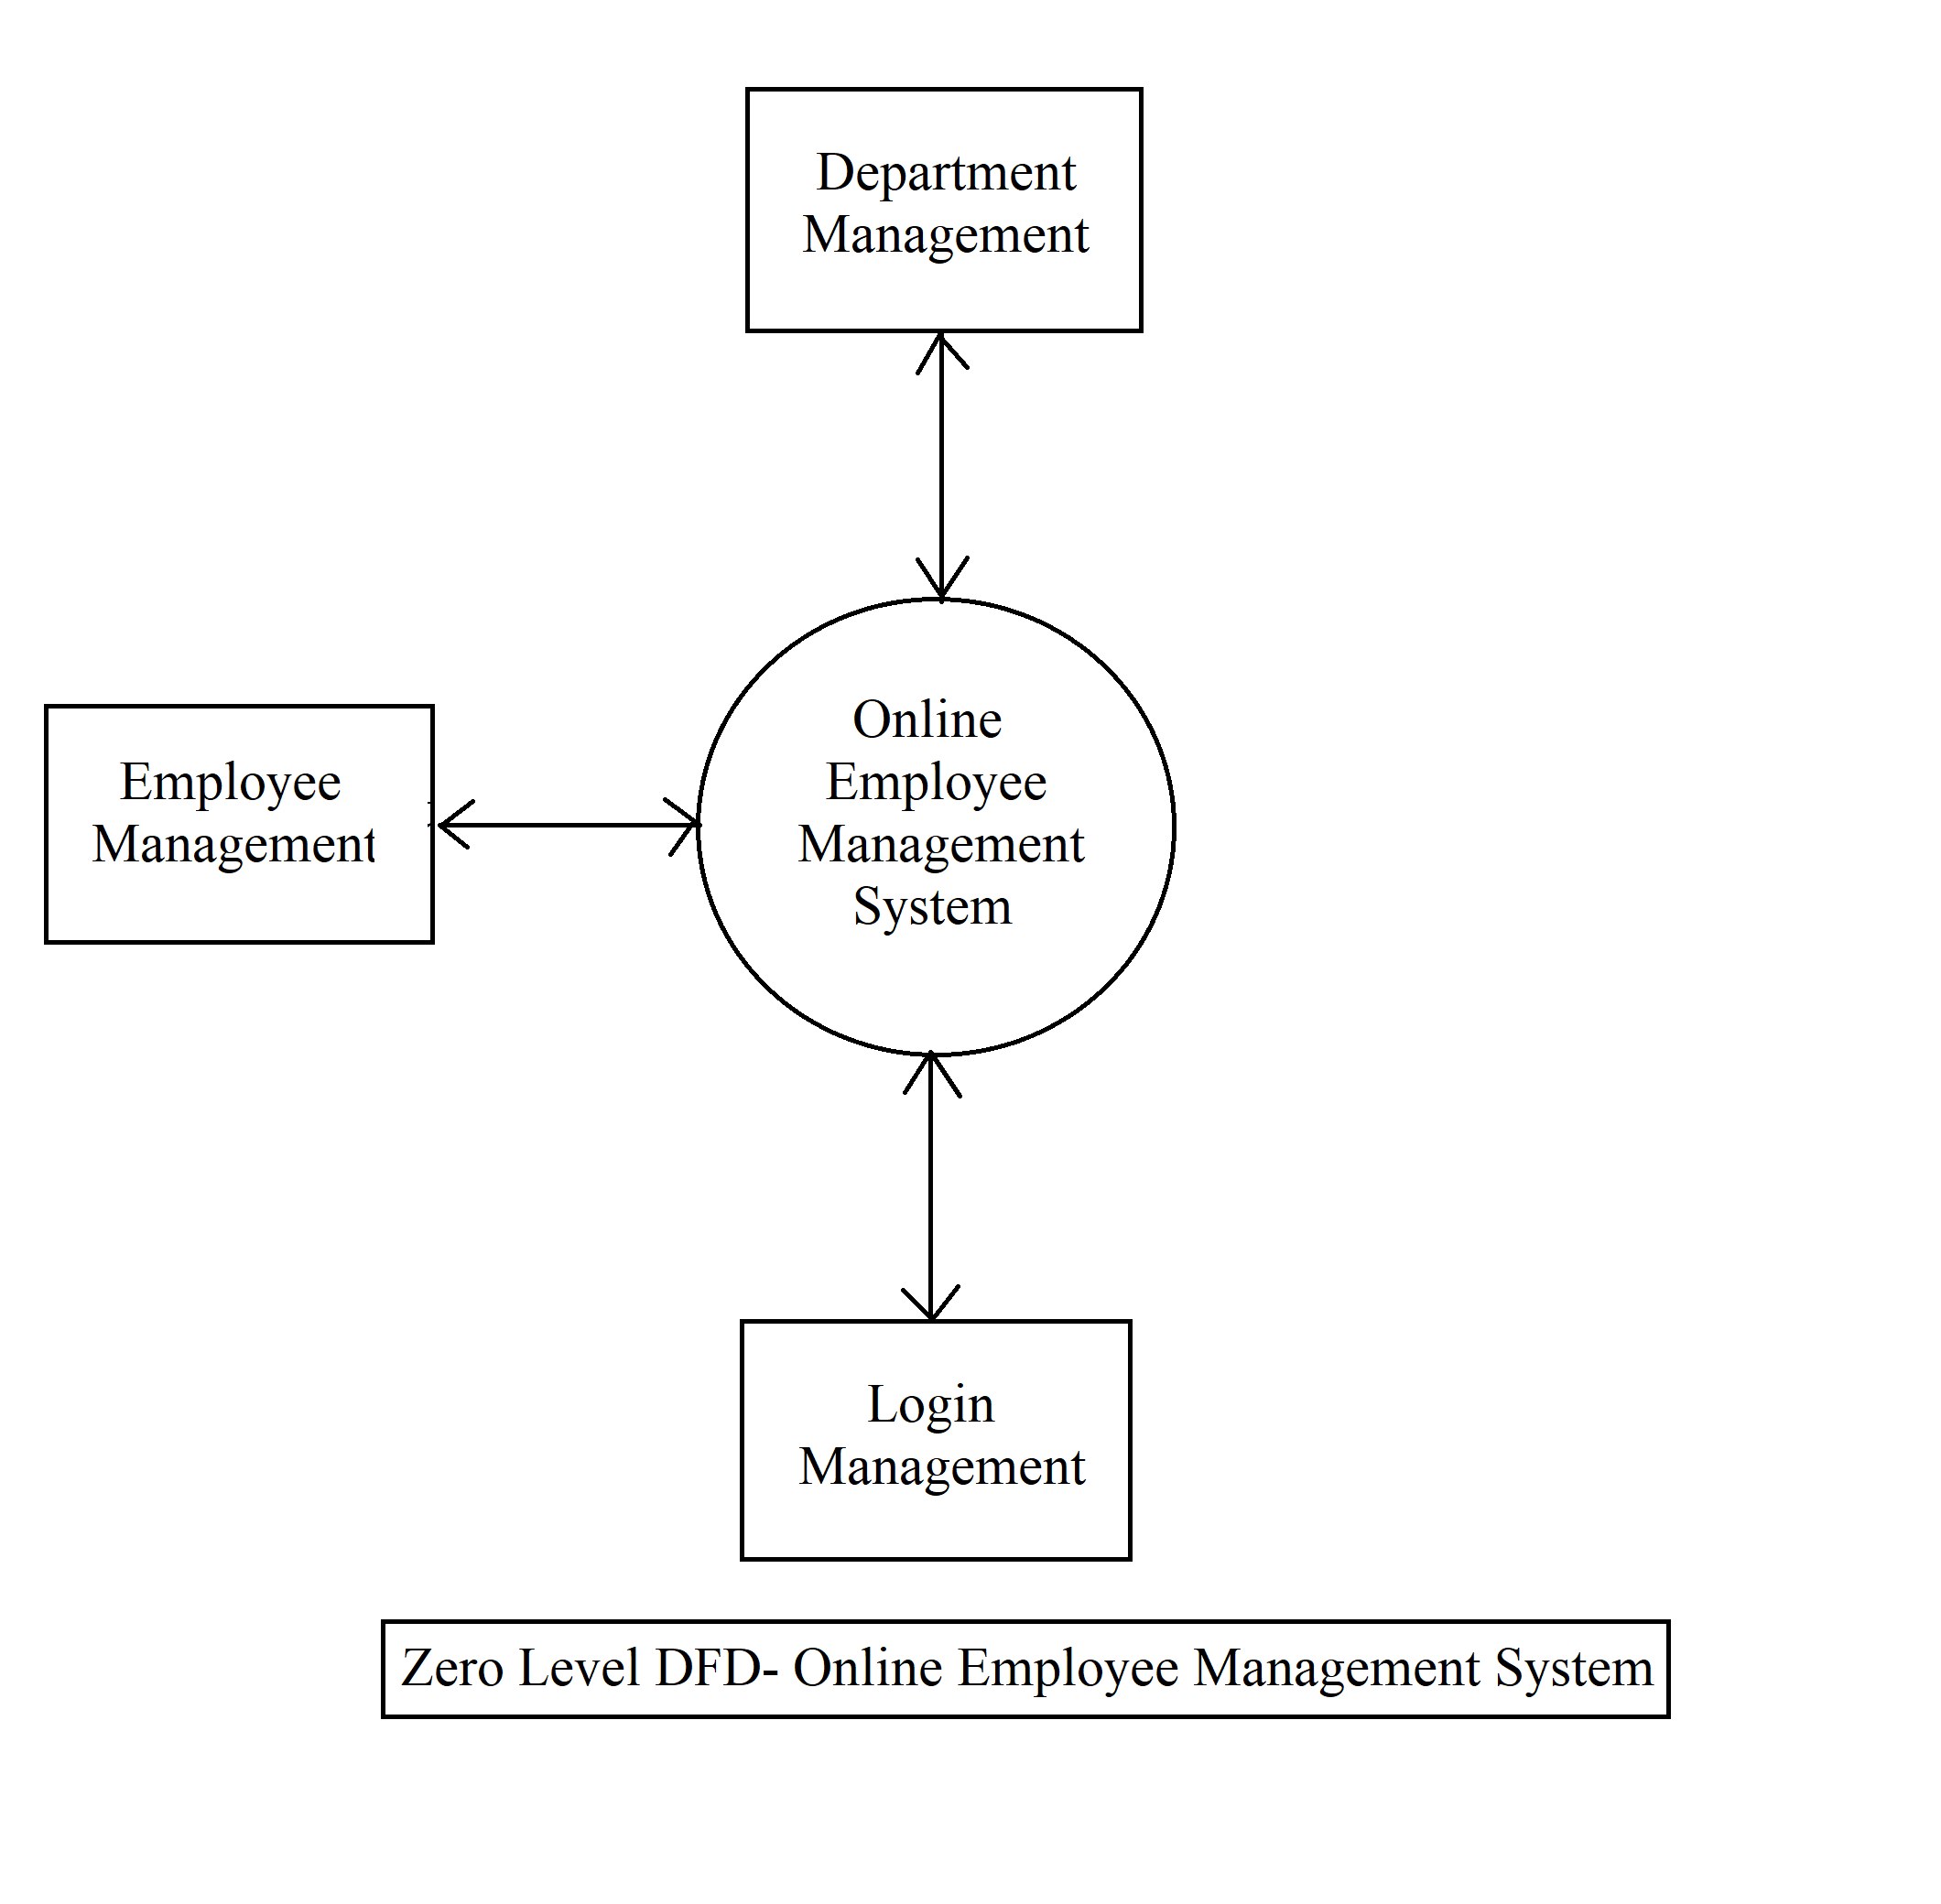 Department
Management
Online
Employee
Management
System
Employee
Management
Login
Management
Zero Level DFD- Online Employee Management System